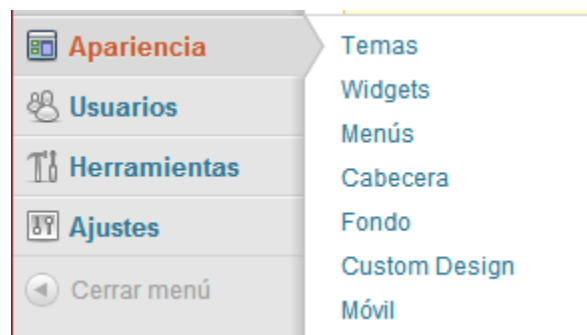 Apariencia
Usuarios
Herramientas
Ajustes
Cerrar menú
Temas
Widgets
Menús
Cabecera
Fondo
Custom Design
Móvil